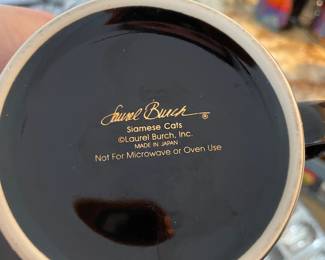 Laurel Burch ®
Siamese Cats
©Laurel Burch, Inc.
MADE IN JAPAN
Not For Microwave or Oven Use